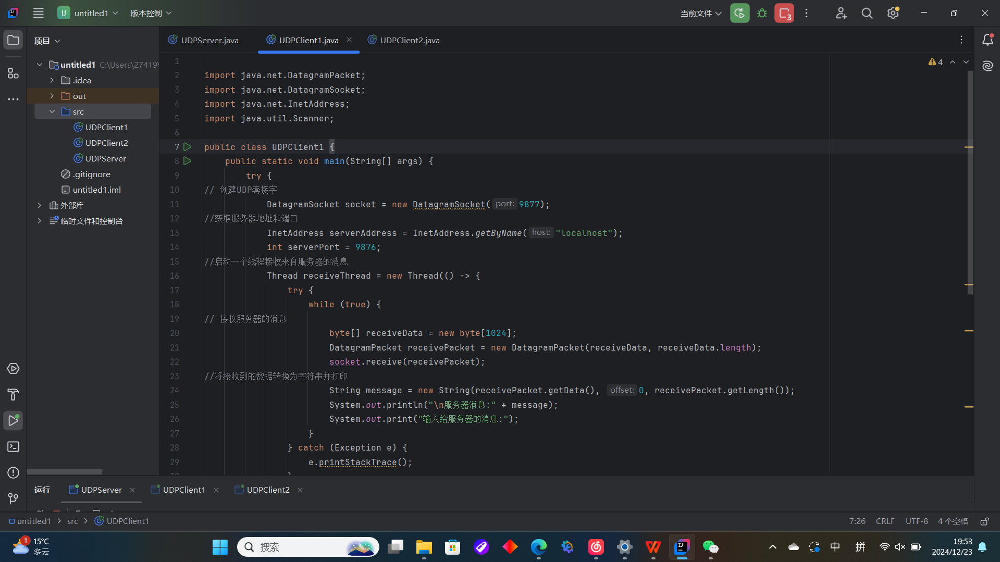 U untitled1 版本控制 当前文件 3
项目
UDPServer.java UDPClient1.java UDPClient2.java
untitled1 C:\Users\27419\
.idea
out
src
UDPClient1
UDPClient2
UDPServer
.gitignore
untitled1.iml
外部库
临时文件和控制台
4
1
2 import java.net.DatagramPacket;
3 import java.net.DatagramSocket;
4 import java.net.InetAddress;
5 import java.util.Scanner;
6
7 public class UDPClient1 {
8 public static void main(String[] args) {
9 try {
10 // 创建UDP套接字
11 DatagramSocket socket = new DatagramSocket( port: 9877);
12 //获取服务器地址和端口
13 InetAddress serverAddress = InetAddress.getByName( host: "localhost");
14 int serverPort = 9876;
15 //启动一个线程接收来自服务器的消息
16 Thread receiveThread = new Thread(() -> {
17 try {
18 while (true) {
19 // 接收服务器的消息
20 byte[] receiveData = new byte[1024];
21 DatagramPacket receivePacket = new DatagramPacket(receiveData, receiveData.length);
22 socket.receive(receivePacket);
23 //将接收到的数据转换为字符串并打印
24 String message = new String(receivePacket.getData(), offset: 0, receivePacket.getLength());
25 System.out.println("\n服务器消息:" + message);
26 System.out.print("输入给服务器的消息:");
27 }
28 } catch (Exception e) {
29 e.printStackTrace();
运行 UDPServer UDPClient1 UDPClient2
untitled1 > src > UDPClient1 7:26 CRLF UTF-8 4 个空格
1 15°C
多云
搜索
中 拼
19:53
2024/12/23